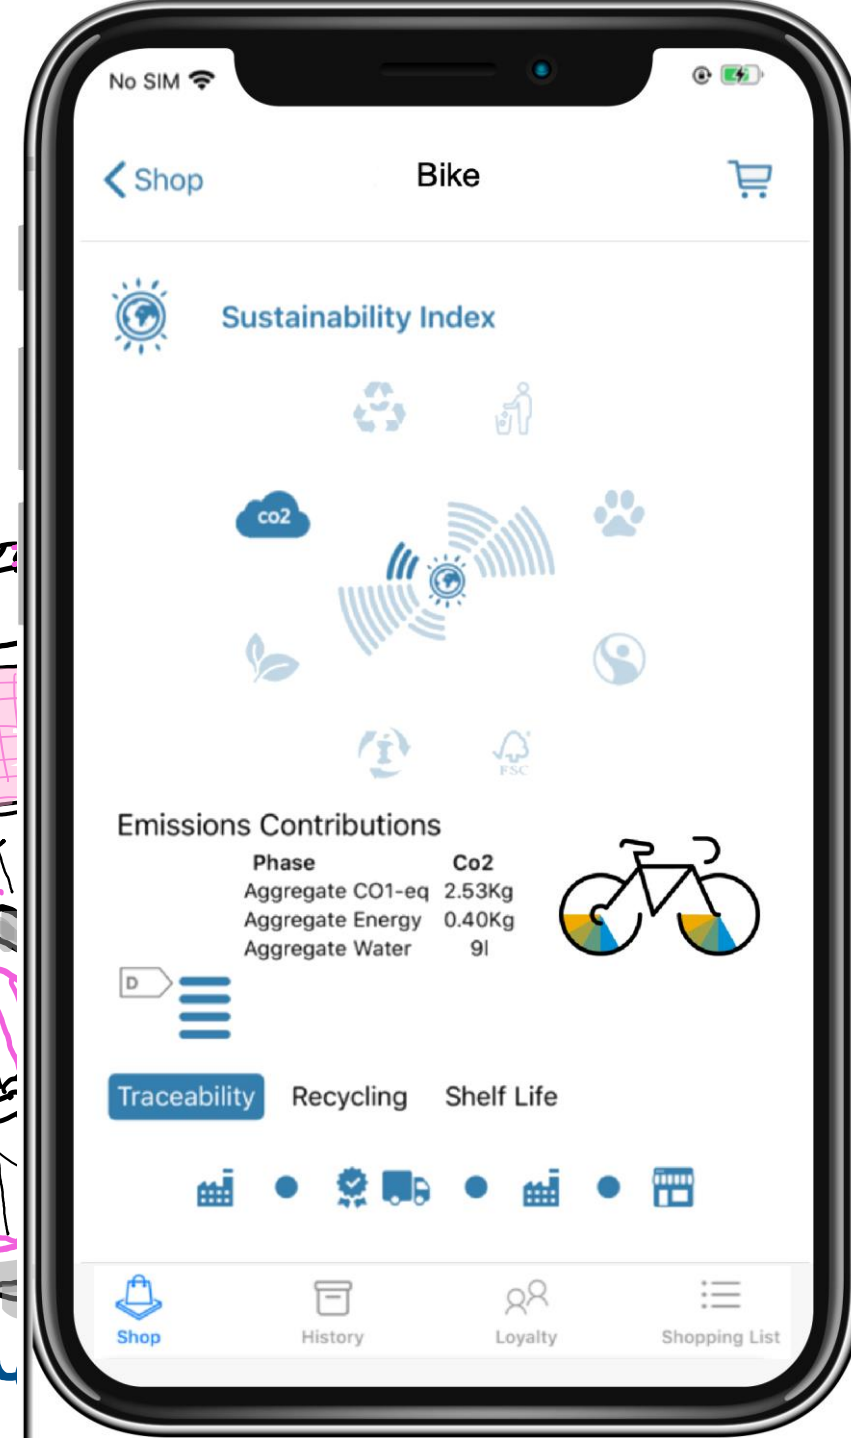 No SIM
Shop
Bike
Sustainability Index
co2
FSC
Emissions Contributions
Phase Co2
Aggregate CO1-eq 2.53Kg
Aggregate Energy 0.40Kg
Aggregate Water 9l
D
Traceability Recycling Shelf Life
Shop History Loyalty Shopping List